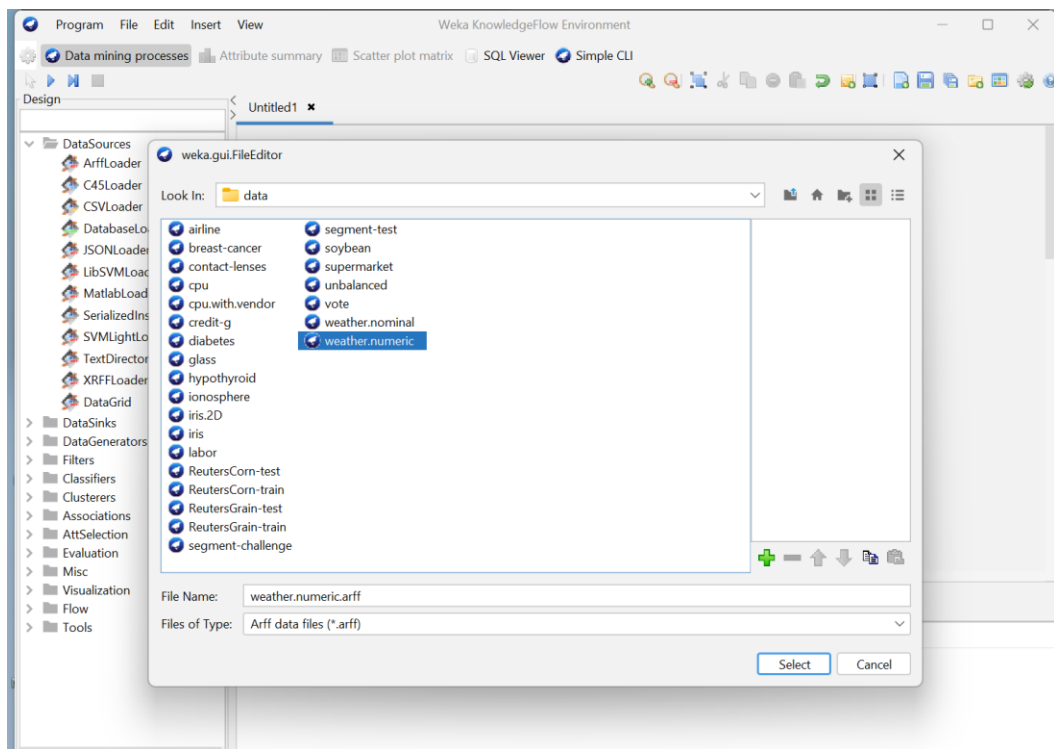 Program File Edit Insert View Weka KnowledgeFlow Environment
Data mining processes Attribute summary Scatter plot matrix SQL Viewer Simple CLI
Design
Untitled1
DataSources
ArffLoader
C45Loader
CSVLoader
DatabaseLo
JSONLoader
LibSVMLoad
MatlabLoad
SerializedIns
SVMLightLo
TextDirector
XRFFLoader
DataGrid
DataSinks
DataGenerators
Filters
Classifiers
Clusterers
Associations
AttSelection
Evaluation
Misc
Visualization
Flow
Tools
weka.gui.FileEditor
Look In: data
airline
breast-cancer
contact-lenses
cpu
cpu.with.vendor
credit-g
diabetes
glass
hypothyroid
ionosphere
iris.2D
iris
labor
ReutersCorn-test
ReutersCorn-train
ReutersGrain-test
ReutersGrain-train
segment-challenge
segment-test
soybean
supermarket
unbalanced
vote
weather.nominal
weather.numeric
File Name: weather.numeric.arff
Files of Type: Arff data files (*.arff)
Select Cancel